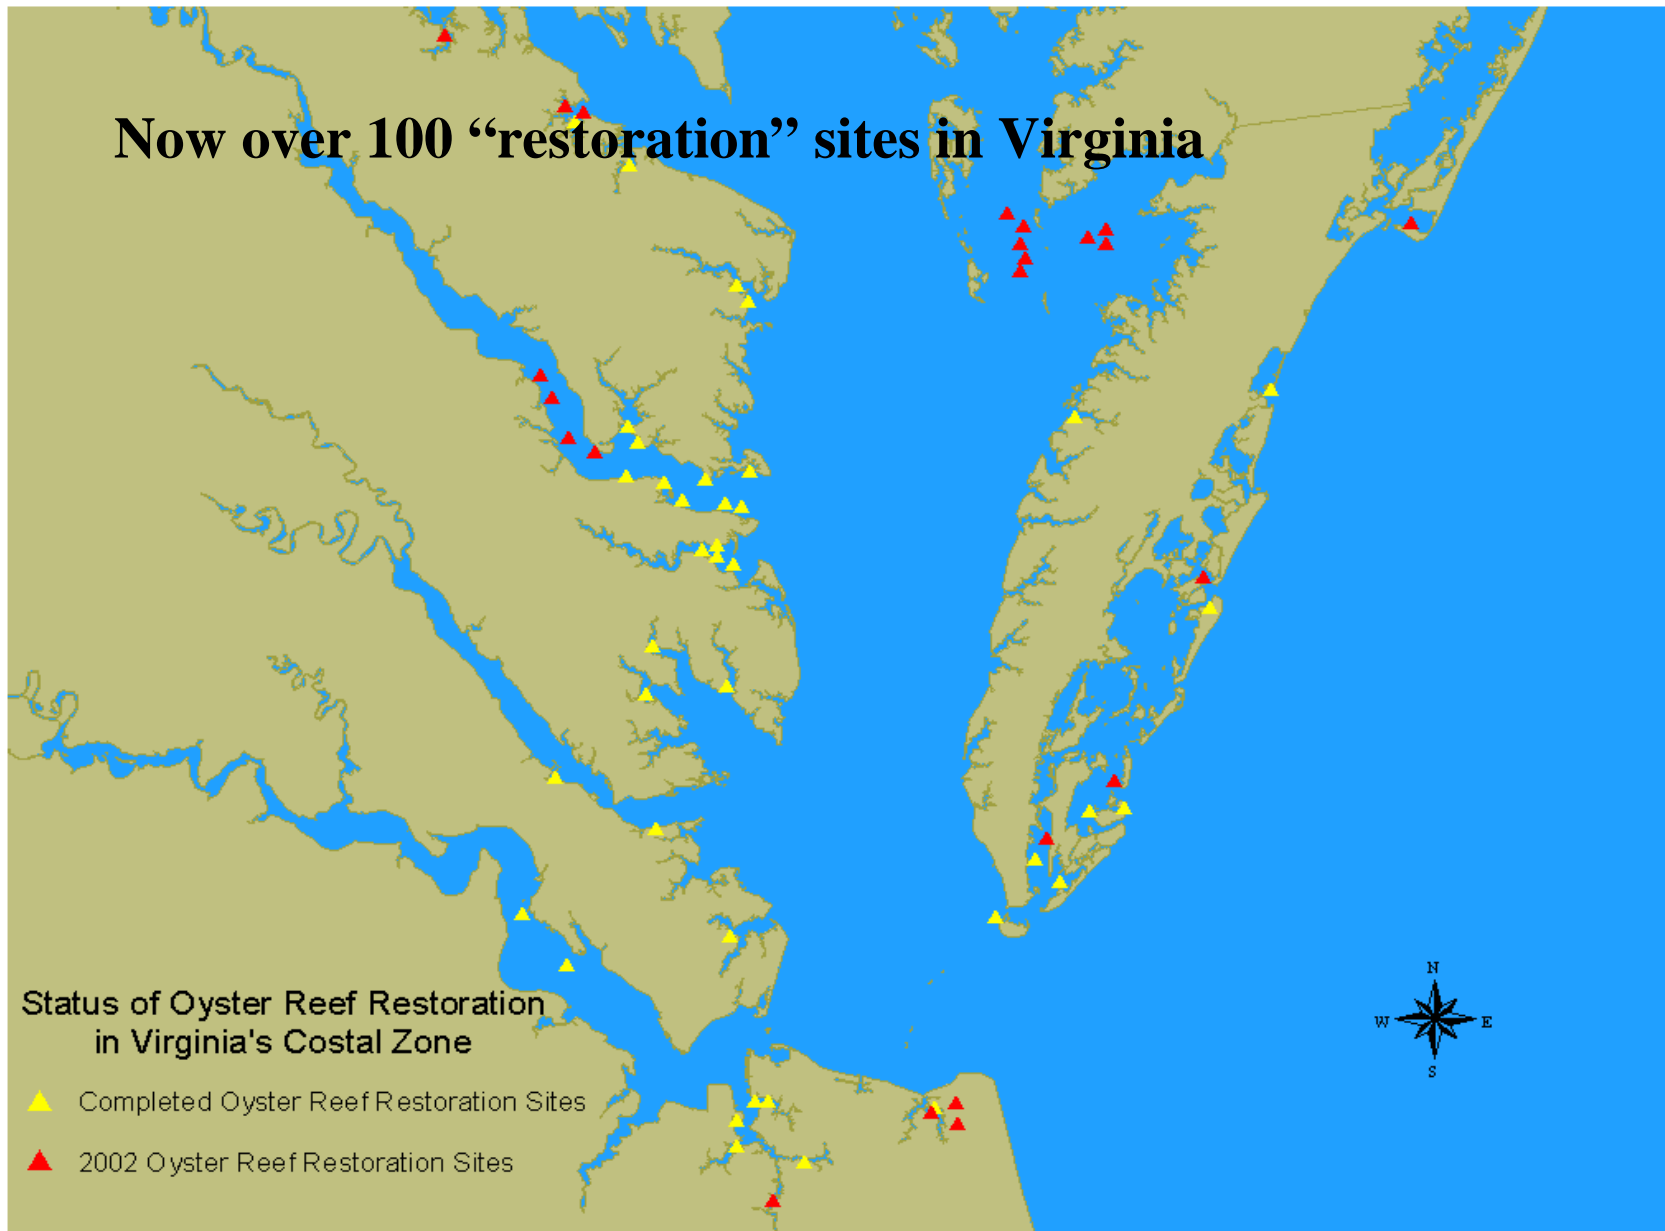 Now over 100 “restoration” sites in Virginia
N
W E
S
Status of Oyster Reef Restoration
in Virginia's Costal Zone
Completed Oyster Reef Restoration Sites
2002 Oyster Reef Restoration Sites